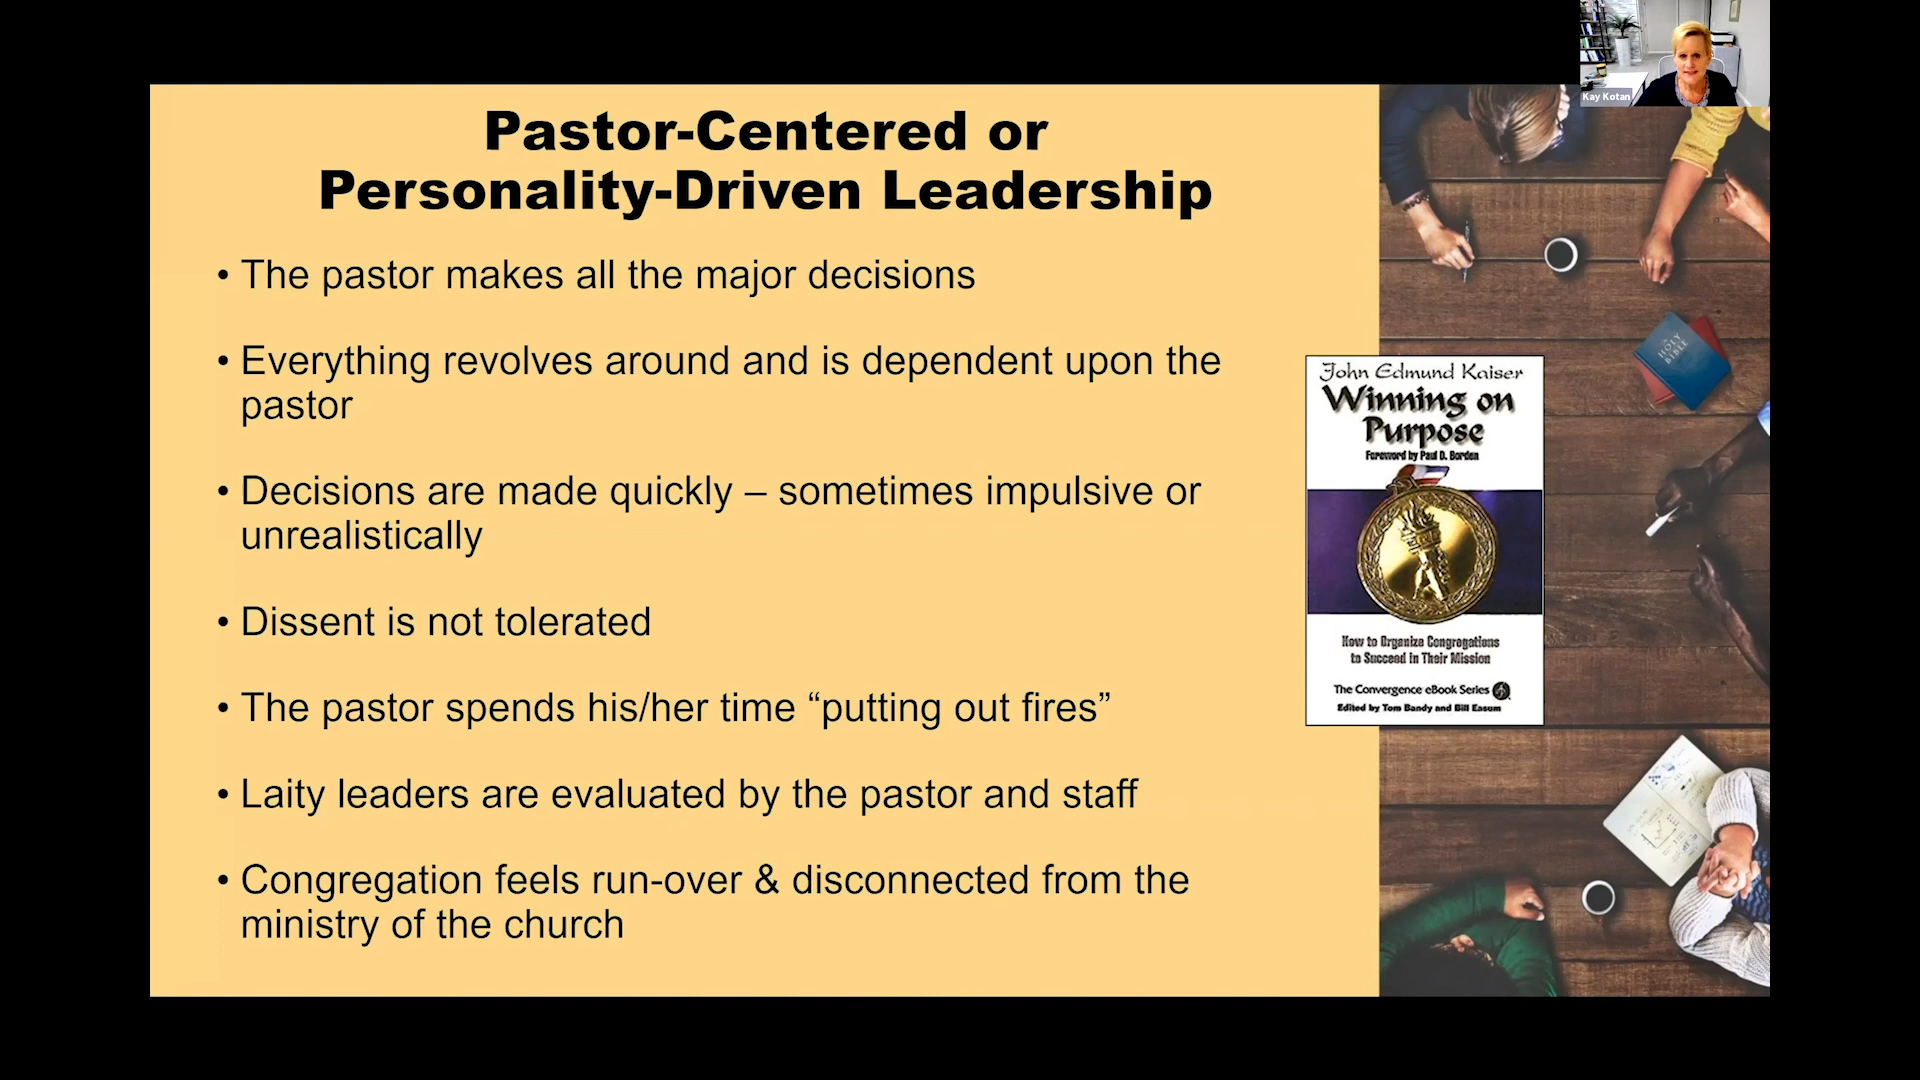 Kay Kotan
Pastor-Centered or
Personality-Driven Leadership
• The pastor makes all the major decisions
• Everything revolves around and is dependent upon the
pastor
• Decisions are made quickly – sometimes impulsive or
unrealistically
• Dissent is not tolerated
• The pastor spends his/her time “putting out fires”
• Laity leaders are evaluated by the pastor and staff
• Congregation feels run-over & disconnected from the
ministry of the church
John Edmund Kaiser
Winning on
Purpose
Foreword by Paul D. Borden
How to Organize Congregations
to Succeed in Their Mission
The Convergence eBook Series
Edited by Tom Bandy and Bill Easum
HOLY
BIBLE